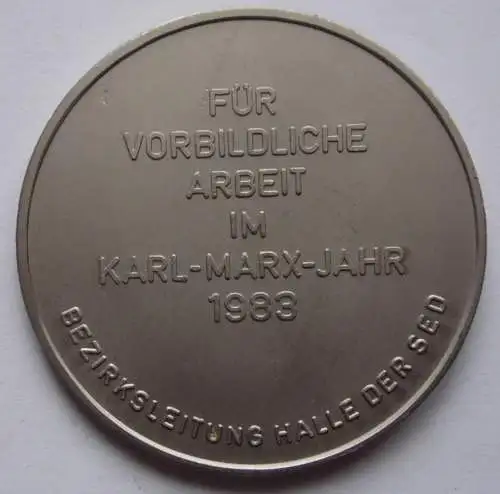 FÜR
VORBILDLICHE
ARBEIT
IM
KARL-MARX-JAHR
1983
BEZIRKSLEITUNG HALLE DER SED